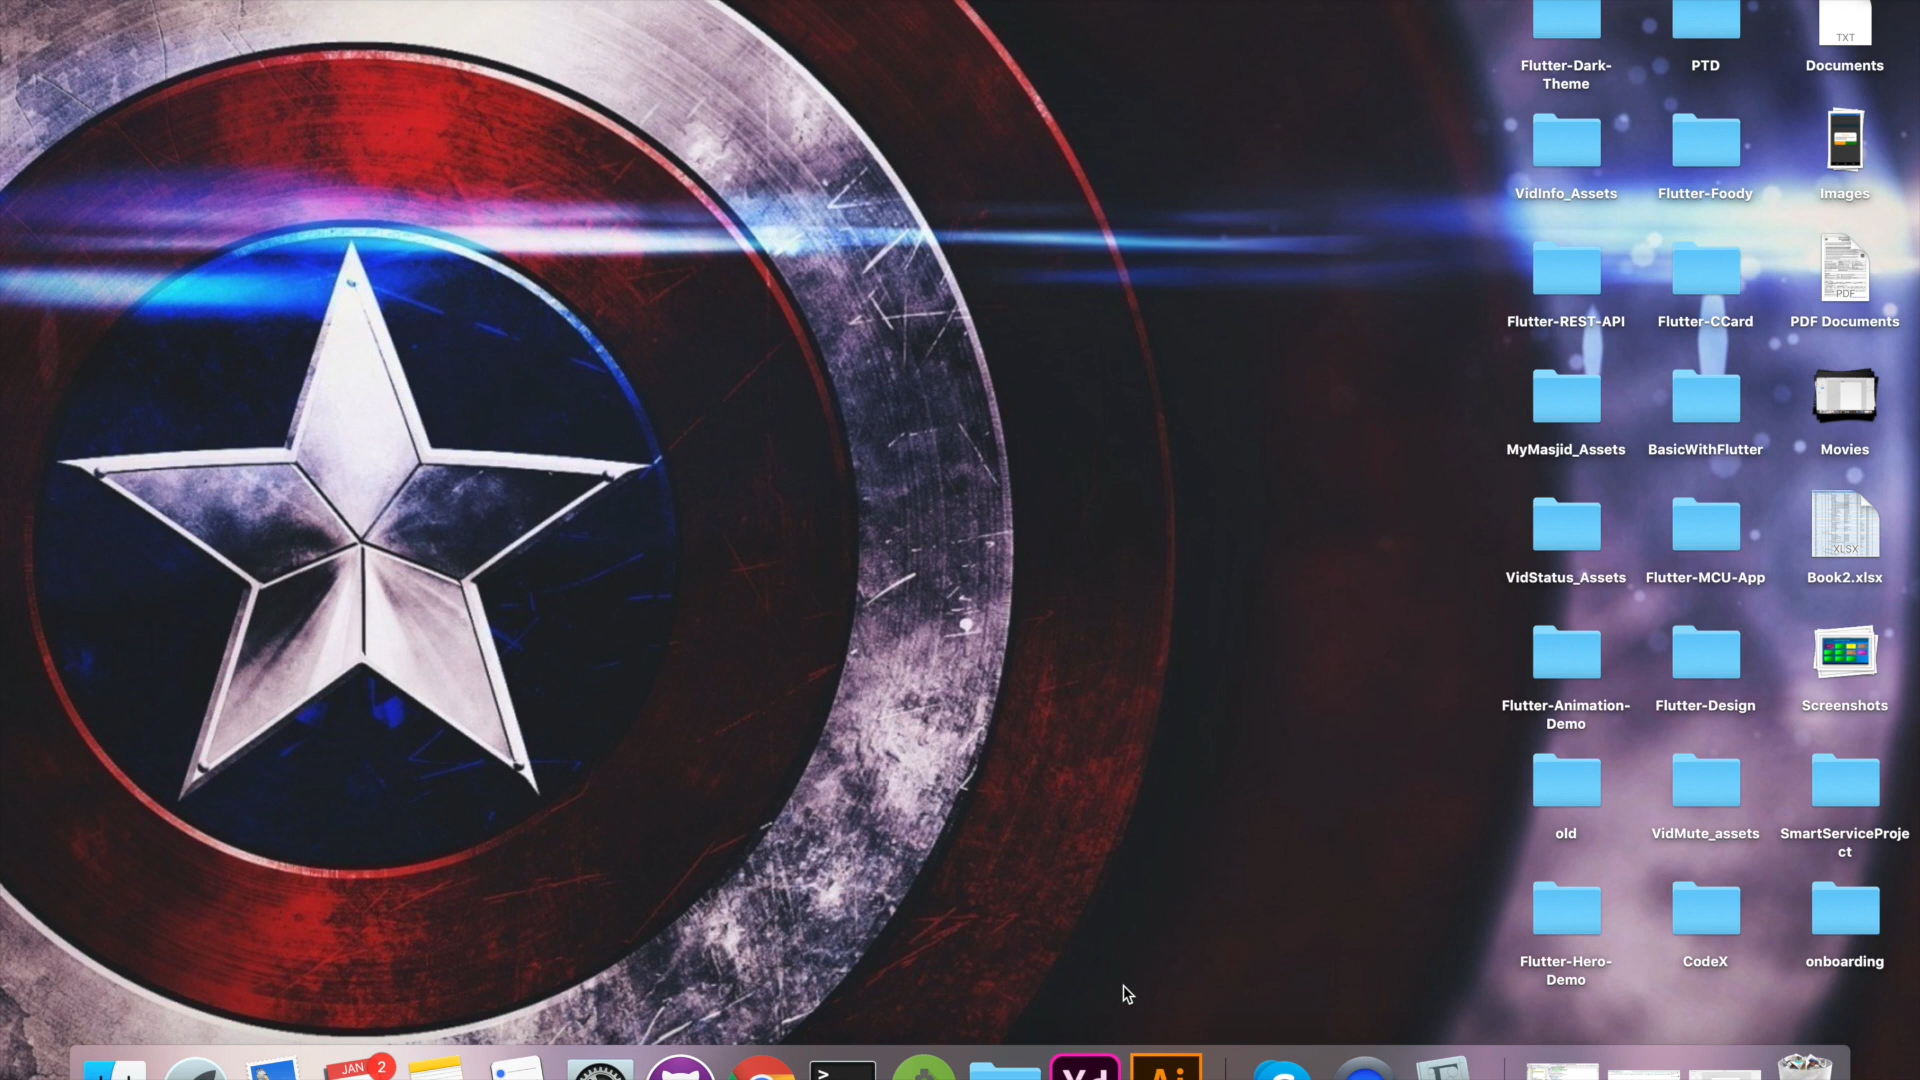 TXT
Flutter-Dark-
Theme
PTD
Documents
VidInfo_Assets
Flutter-Foody
Images
PDF
Flutter-REST-API
Flutter-CCard
PDF Documents
MyMasjid_Assets
BasicWithFlutter
Movies
XLSX
VidStatus_Assets
Flutter-MCU-App
Book2.xlsx
Flutter-Animation-
Demo
Flutter-Design
Screenshots
old
VidMute_assets
SmartServiceProje
ct
Flutter-Hero-
Demo
CodeX
onboarding
JAN
2
>_
Xd
Ai